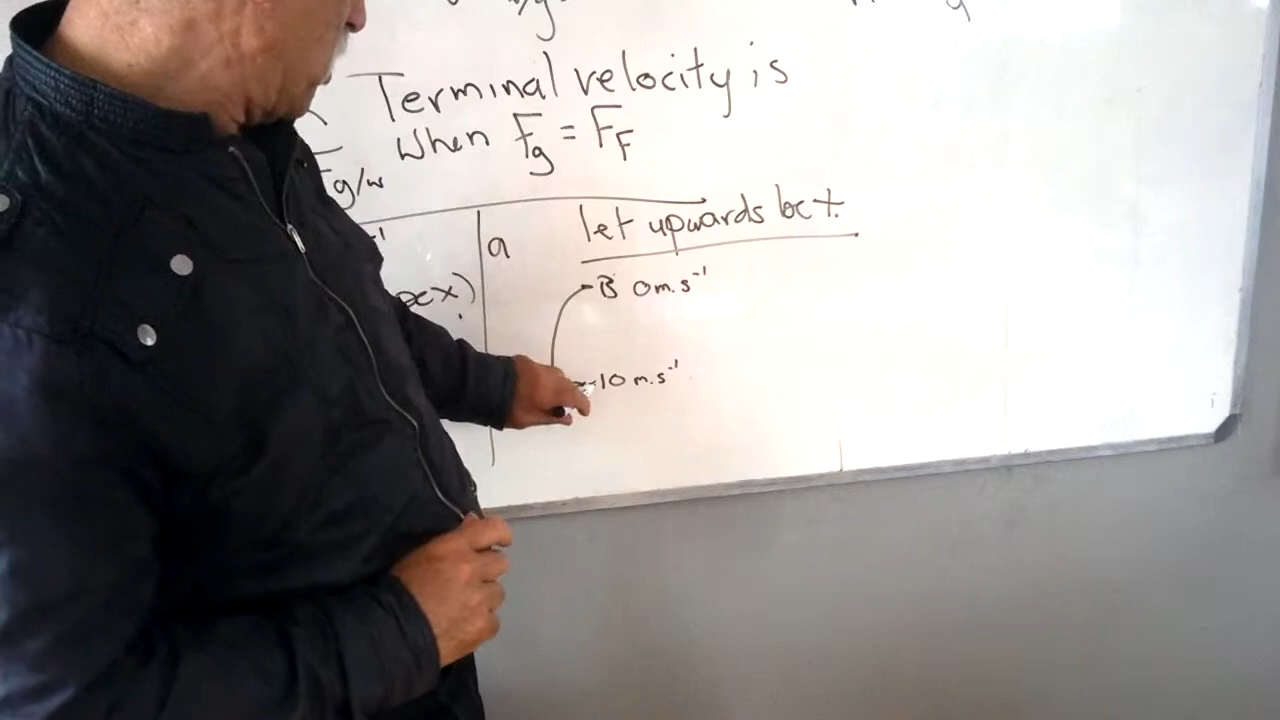 Terminal velocity is
when Fg = FF
Fg/w
let upwards be +.
a
B 0 m.s⁻¹
10 m.s⁻¹